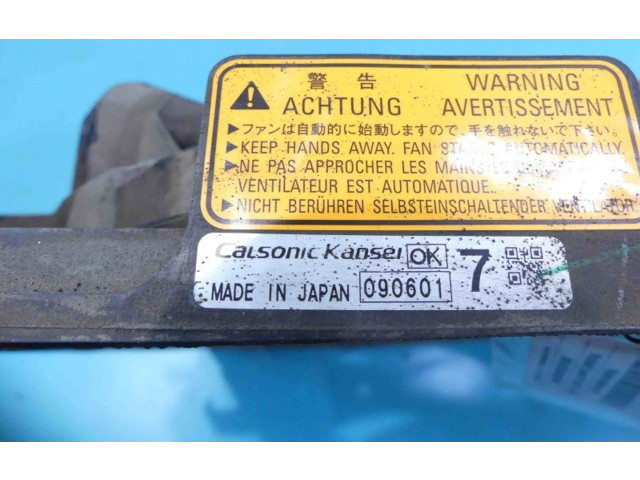 警告 WARNING
ACHTUNG AVERTISSEMENT
▶ファンは自動的に始動しますので、手を触れないで下さい。
▶KEEP HANDS AWAY. FAN STARTS AUTOMATICALLY.
▶NE PAS APPROCHER LES MAINS LE
VENTILATEUR EST AUTOMATIQUE.
▶NICHT BERÜHREN SELBSTEINSCHALTENDER VENTILATOR
Calsonic Kansei OK 7
MADE IN JAPAN 090601